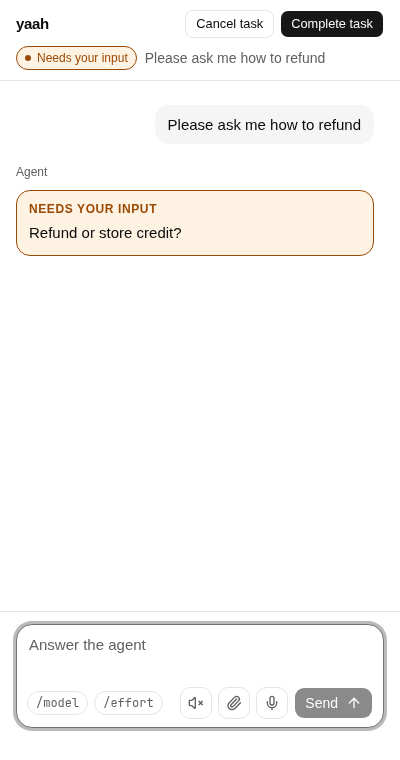 yaah
Cancel task
Complete task
Needs your input
Please ask me how to refund
Please ask me how to refund
Agent
NEEDS YOUR INPUT
Refund or store credit?
Answer the agent
/model
/effort
Send